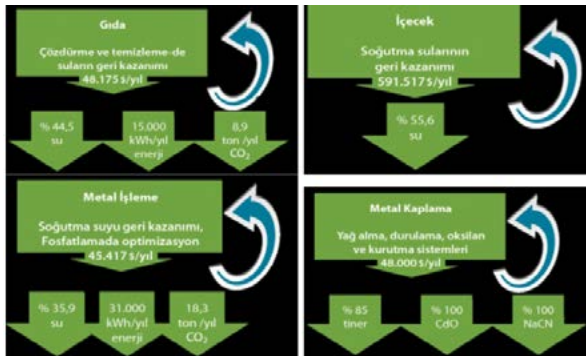 Gıda
Çözdürme ve temizleme-de
suların geri kazanımı
48.175 $/yıl
% 44,5
su
15.000
kWh/yıl
enerji
8,9
ton /yıl
CO₂
İçecek
Soğutma sularının
geri kazanımı
591.517 $/yıl
% 55,6
su
Metal İşleme
Soğutma suyu geri kazanımı,
Fosfatlamada optimizasyon
45.417 $/yıl
% 35,9
su
31.000
kWh/yıl
enerji
18,3
ton /yıl
CO₂
Metal Kaplama
Yağ alma, durulama, oksilan
ve kurutma sistemleri
48.000 $/yıl
% 85
tiner
% 100
CdO
% 100
NaCN